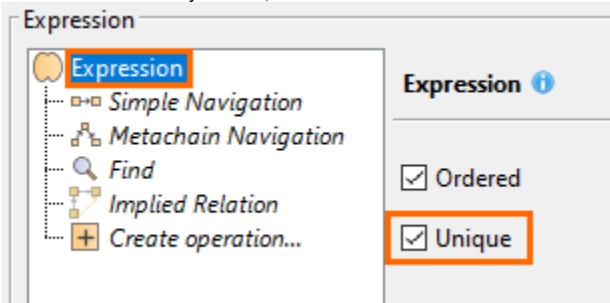 Expression
Expression
Simple Navigation
Metachain Navigation
Find
Implied Relation
Create operation...
Expression
Ordered
Unique